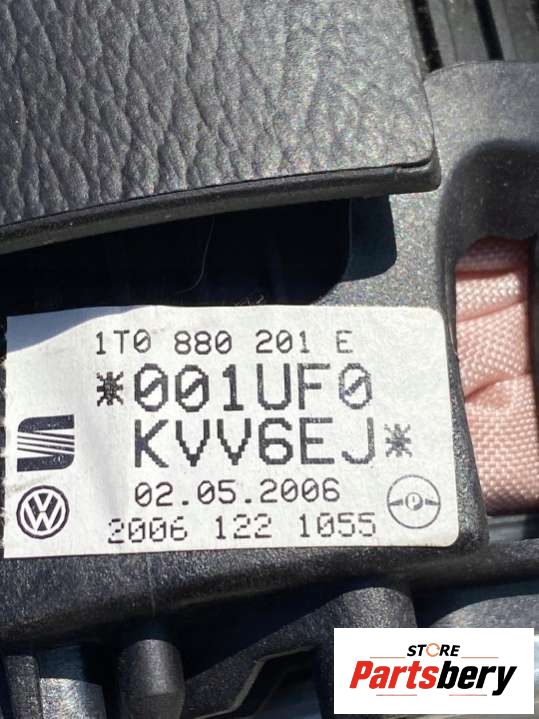 1T0 880 201 E
*001UF0
KVV6EJ*
02.05.2006
2006 122 1055
STORE
Partsbery